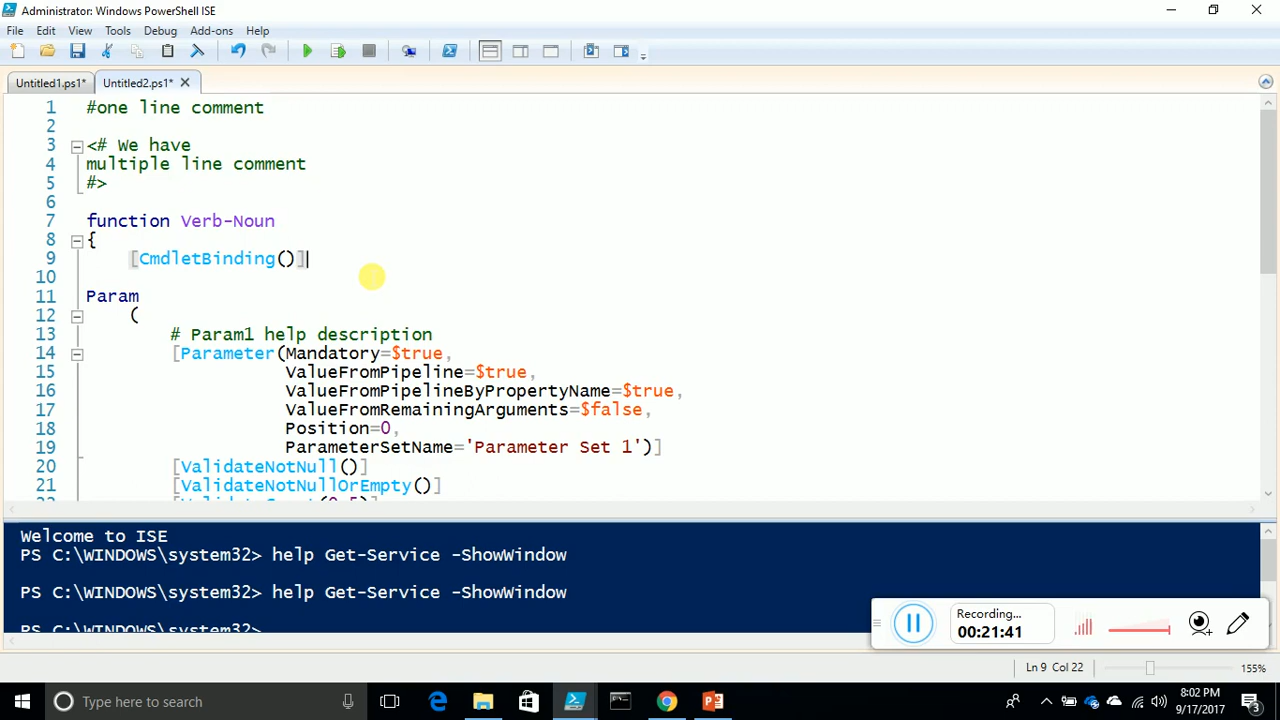 Administrator: Windows PowerShell ISE
File Edit View Tools Debug Add-ons Help
Untitled1.ps1* Untitled2.ps1*
1 #one line comment
2
3 <# We have
4 multiple line comment
5 #>
6
7 function Verb-Noun
8 {
9 [CmdletBinding()]
10
11 Param
12 (
13 # Param1 help description
14 [Parameter(Mandatory=$true,
15 ValueFromPipeline=$true,
16 ValueFromPipelineByPropertyName=$true,
17 ValueFromRemainingArguments=$false,
18 Position=0,
19 ParameterSetName='Parameter Set 1')]
20 [ValidateNotNull()]
21 [ValidateNotNullOrEmpty()]
Welcome to ISE
PS C:\WINDOWS\system32> help Get-Service -ShowWindow
PS C:\WINDOWS\system32> help Get-Service -ShowWindow
PS C:\WINDOWS\system32>
Recording...
00:21:41
Ln 9 Col 22
155%
Type here to search
8:02 PM
9/17/2017
3